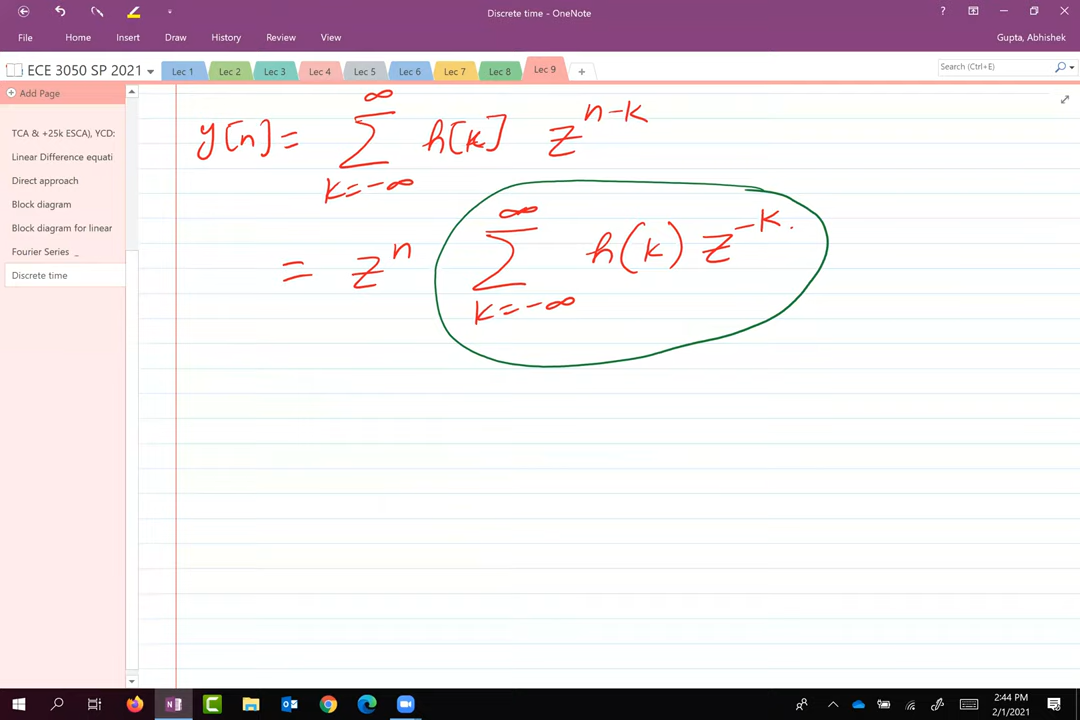 Discrete time - OneNote
?
File Home Insert Draw History Review View
Gupta, Abhishek
ECE 3050 SP 2021
Lec 1 Lec 2 Lec 3 Lec 4 Lec 5 Lec 6 Lec 7 Lec 8 Lec 9 +
Search (Ctrl+E)
Add Page
TCA & +25k ESCA), YCD:
Linear Difference equati
Direct approach
Block diagram
Block diagram for linear
Fourier Series _
Discrete time
y[n] = ∑_{k=-∞}^{∞} h[k] z^{n-k}
= z^n ∑_{k=-∞}^{∞} h(k) z^{-k}.
2:44 PM
2/1/2021